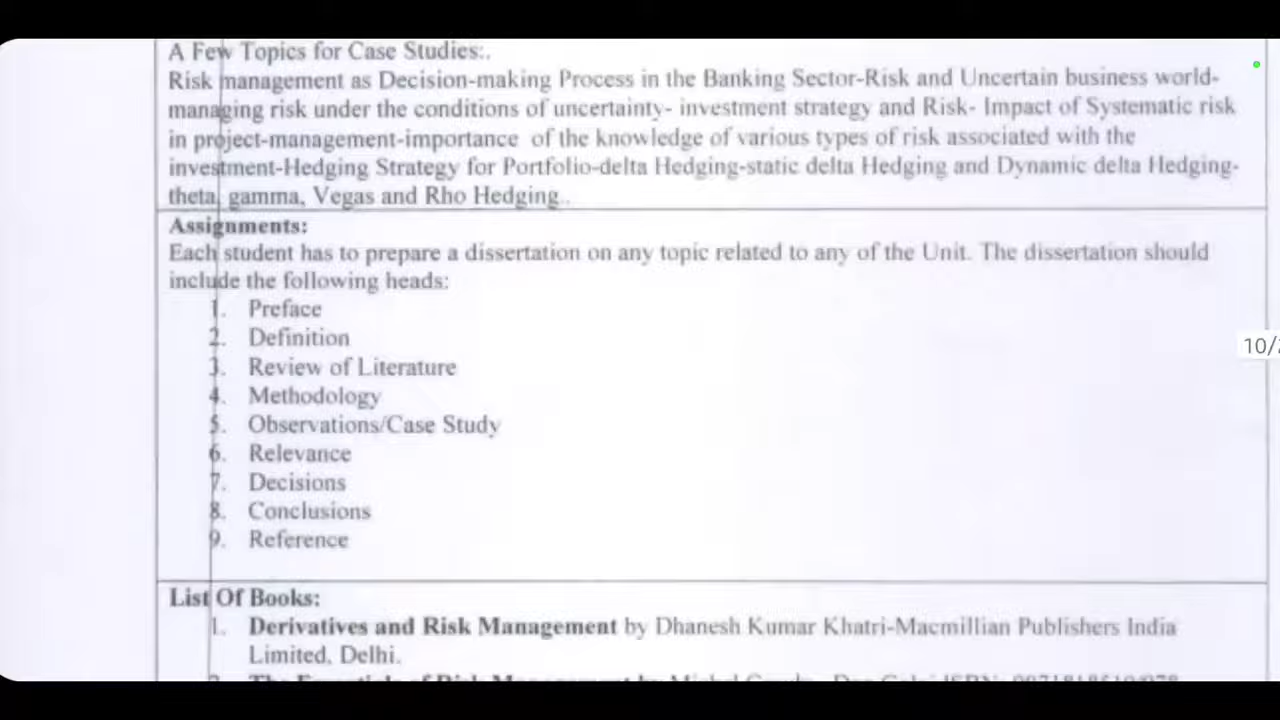 A Few Topics for Case Studies:.
Risk management as Decision-making Process in the Banking Sector-Risk and Uncertain business world-
managing risk under the conditions of uncertainty- investment strategy and Risk- Impact of Systematic risk
in project-management-importance of the knowledge of various types of risk associated with the
investment-Hedging Strategy for Portfolio-delta Hedging-static delta Hedging and Dynamic delta Hedging-
theta, gamma, Vegas and Rho Hedging..
Assignments:
Each student has to prepare a dissertation on any topic related to any of the Unit. The dissertation should
include the following heads:
1. Preface
2. Definition
3. Review of Literature
4. Methodology
5. Observations/Case Study
6. Relevance
7. Decisions
8. Conclusions
9. Reference
10/
List Of Books:
1. Derivatives and Risk Management by Dhanesh Kumar Khatri-Macmillian Publishers India
Limited, Delhi.
Risk Management by